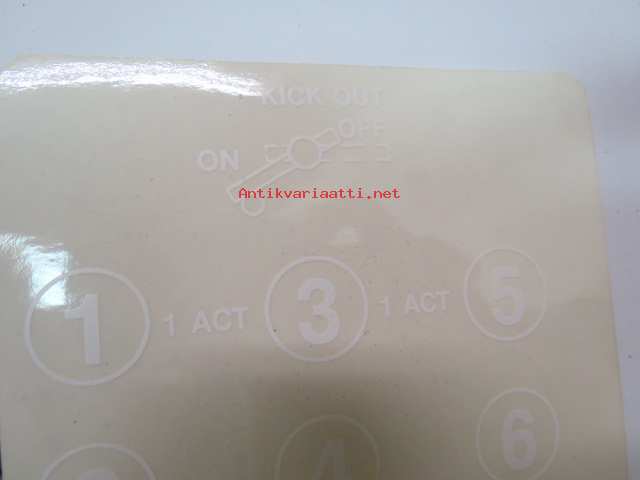 KICK OUT
OFF
ON
Antikvariaatti.net
1 1 ACT 3 1 ACT 5
4 6